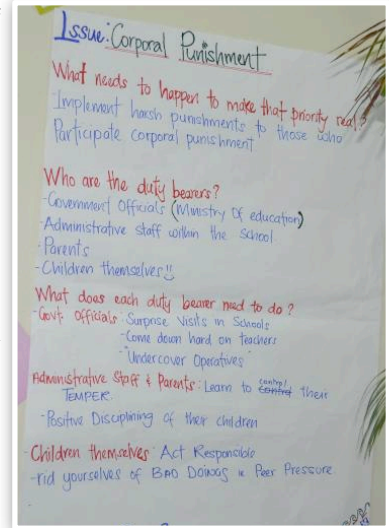 Issue: Corporal Punishment
What needs to happen to make that priority real?
-Implement harsh punishments to those who
Participate corporal punishment
Who are the duty bearers?
-Government Officials (Ministry of education)
-Administrative staff within the School
-Parents
-Children themselves!!
What does each duty bearer need to do?
-Govt. Officials: Surprise Visits in Schools
-Come down hard on teachers
-"Undercover Operatives"
Administrative Staff & Parents: Learn to control their
TEMPER.
-Positive Disciplining of their children
-Children themselves: Act Responsible
-rid yourselves of BAD DOINGS & Peer Pressure